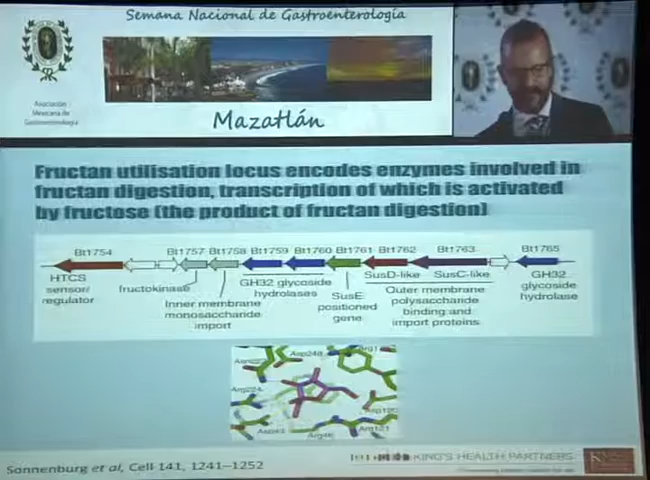 Semana Nacional de Gastroenterología
Asociación
Mexicana de
Gastroenterología
Mazatlán
Fructan utilisation locus encodes enzymes involved in
fructan digestion, transcription of which is activated
by fructose (the product of fructan digestion)
Bt1754 Bt1757 Bt1758 Bt1759 Bt1760 Bt1761 Bt1762 Bt1763 Bt1765
HTCS
sensor/
regulator
fructokinase
Inner membrane
monosaccharide
import
GH32 glycoside
hydrolases
SusE
positioned
gene
SusD-like SusC-like
Outer membrane
polysaccharide
binding and
import proteins.
GH32
glycoside
hydrolase
Asp248
Arg224
Arg46
Arg121
Sonnenburg et al, Cell 141, 1241–1252
KING'S HEALTH PARTNERS